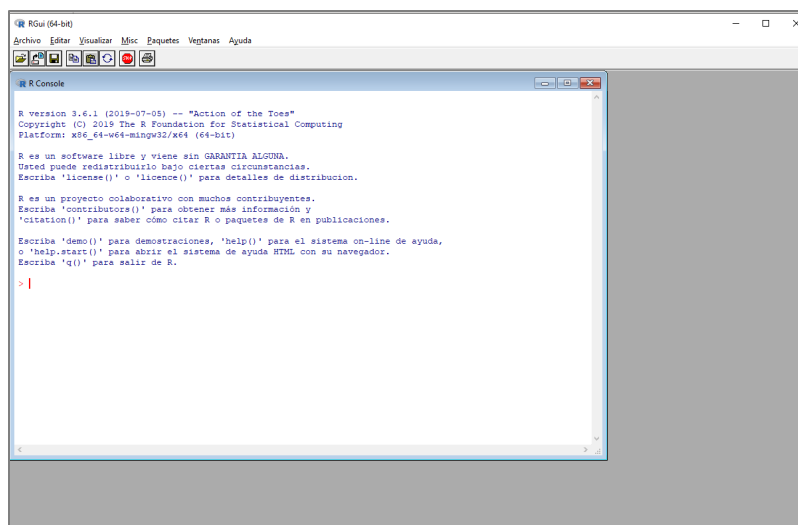 RGui (64-bit)
Archivo Editar Visualizar Misc Paquetes Ventanas Ayuda
STOP
R Console
R version 3.6.1 (2019-07-05) -- "Action of the Toes"
Copyright (C) 2019 The R Foundation for Statistical Computing
Platform: x86_64-w64-mingw32/x64 (64-bit)
R es un software libre y viene sin GARANTIA ALGUNA.
Usted puede redistribuirlo bajo ciertas circunstancias.
Escriba 'license()' o 'licence()' para detalles de distribucion.
R es un proyecto colaborativo con muchos contribuyentes.
Escriba 'contributors()' para obtener más información y
'citation()' para saber cómo citar R o paquetes de R en publicaciones.
Escriba 'demo()' para demostraciones, 'help()' para el sistema on-line de ayuda,
o 'help.start()' para abrir el sistema de ayuda HTML con su navegador.
Escriba 'q()' para salir de R.
>